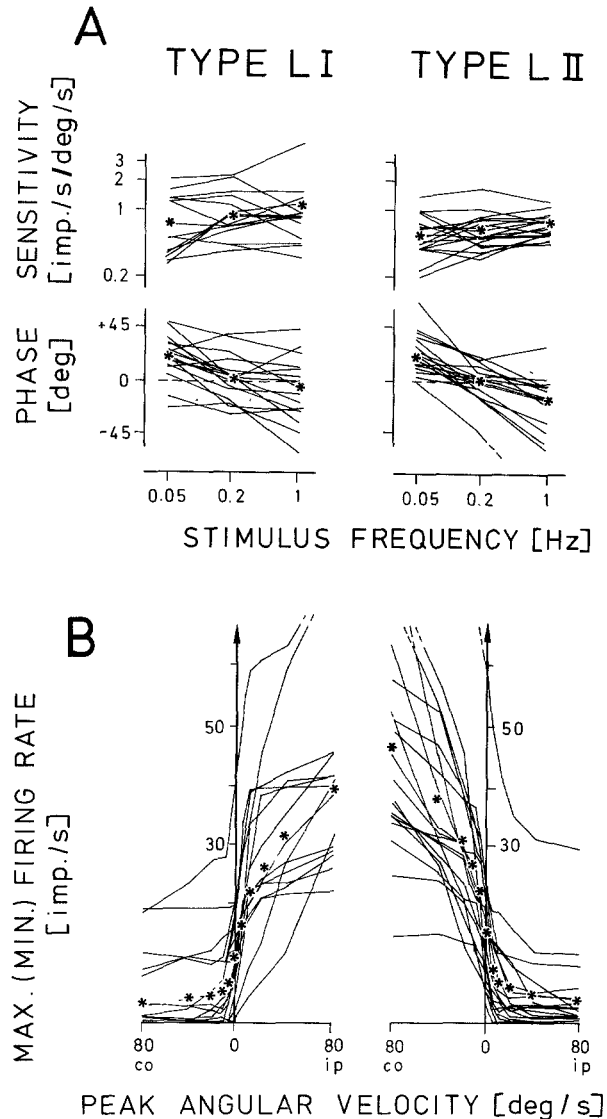 A
TYPE L I
TYPE L II
SENSITIVITY
[imp./s/deg/s]
3
2
1
0.2
PHASE
[deg]
+45
0
-45
0.05
0.2
1
0.05
0.2
1
STIMULUS FREQUENCY [Hz]
B
MAX. (MIN.) FIRING RATE
[imp./s]
50
30
50
30
80
co
0
80
ip
80
co
0
80
ip
PEAK ANGULAR VELOCITY [deg/s]